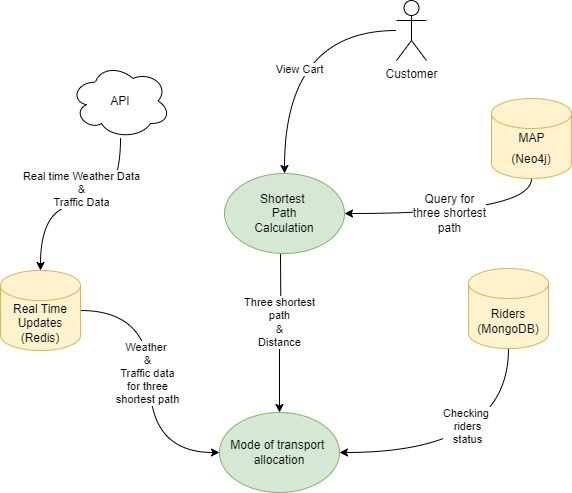 Customer
View Cart
API
MAP
(Neo4j)
Real time Weather Data
&
Traffic Data
Shortest
Path
Calculation
Query for
three shortest
path
Real Time
Updates
(Redis)
Three shortest
path
&
Distance
Riders
(MongoDB)
Weather
&
Traffic data
for three
shortest path
Checking
riders
status
Mode of transport
allocation